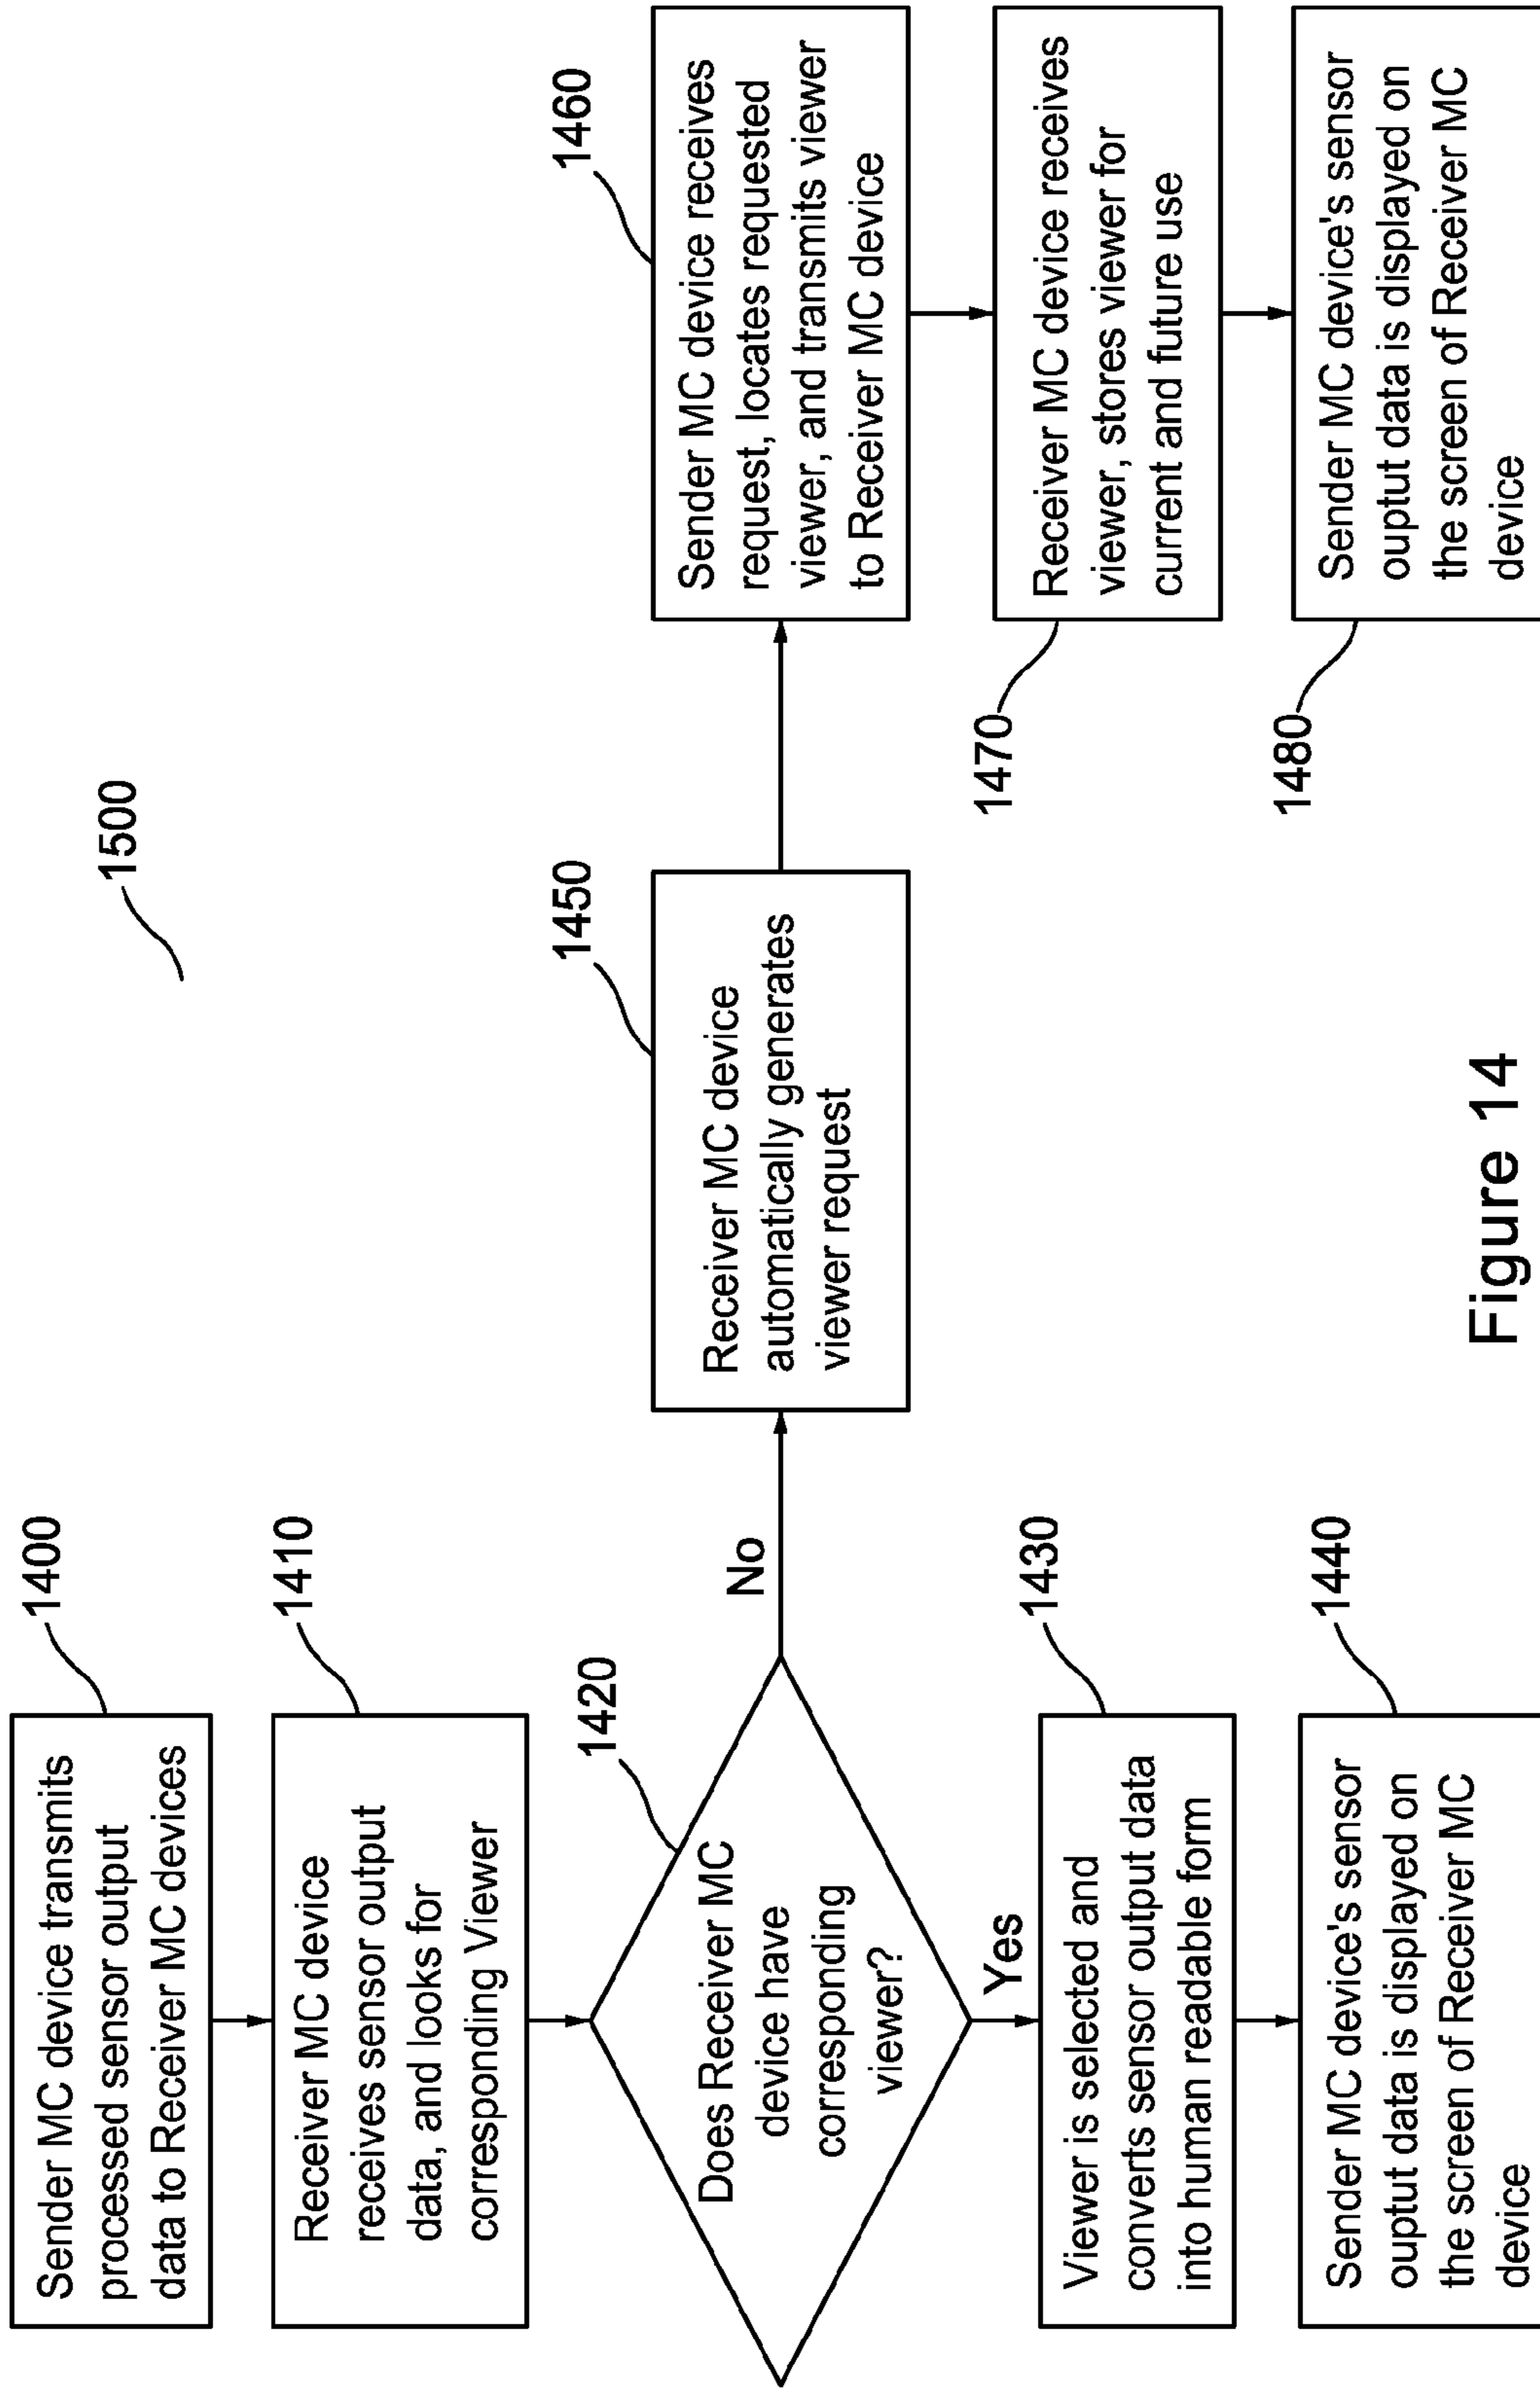 1500
1400
Sender MC device transmits
processed sensor output
data to Receiver MC devices
1410
Receiver MC device
receives sensor output
data, and looks for
corresponding Viewer
1420
Does Receiver MC
device have
corresponding
viewer?
No
Yes
1430
Viewer is selected and
converts sensor output data
into human readable form
1440
Sender MC device's sensor
ouptut data is displayed on
the screen of Receiver MC
device
1450
Receiver MC device
automatically generates
viewer request
1460
Sender MC device receives
request, locates requested
viewer, and transmits viewer
to Receiver MC device
1470
Receiver MC device receives
viewer, stores viewer for
current and future use
1480
Sender MC device's sensor
ouptut data is displayed on
the screen of Receiver MC
device
Figure 14